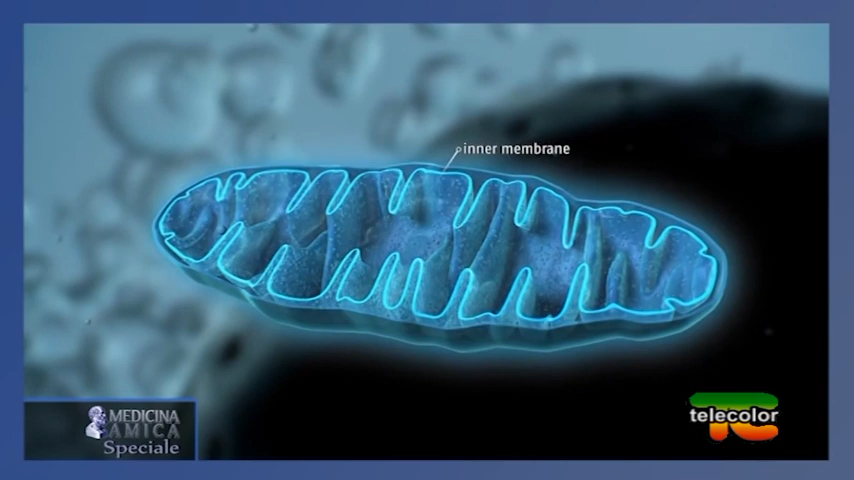 inner membrane
MEDICINA
AMICA
Speciale
telecolor